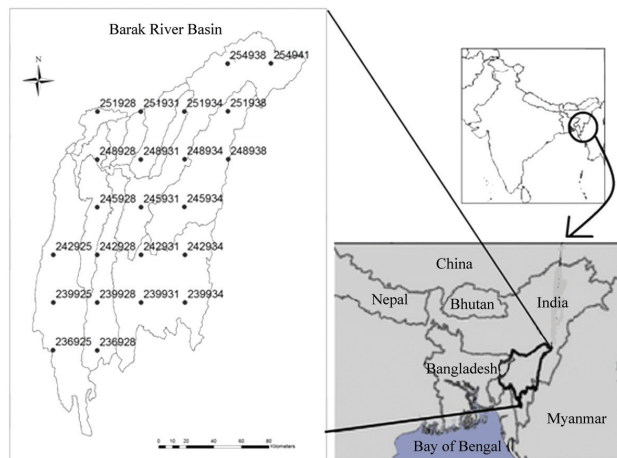 Barak River Basin
N
254938 254941
251928 251931 251934 251938
248928 248931 248934 248938
245928 245931 245934
242925 242928 242931 242934
239925 239928 239931 239934
236925 236928
0 10 20 40 60 80
Kilometers
China
Nepal Bhutan India
Bangladesh
Myanmar
Bay of Bengal